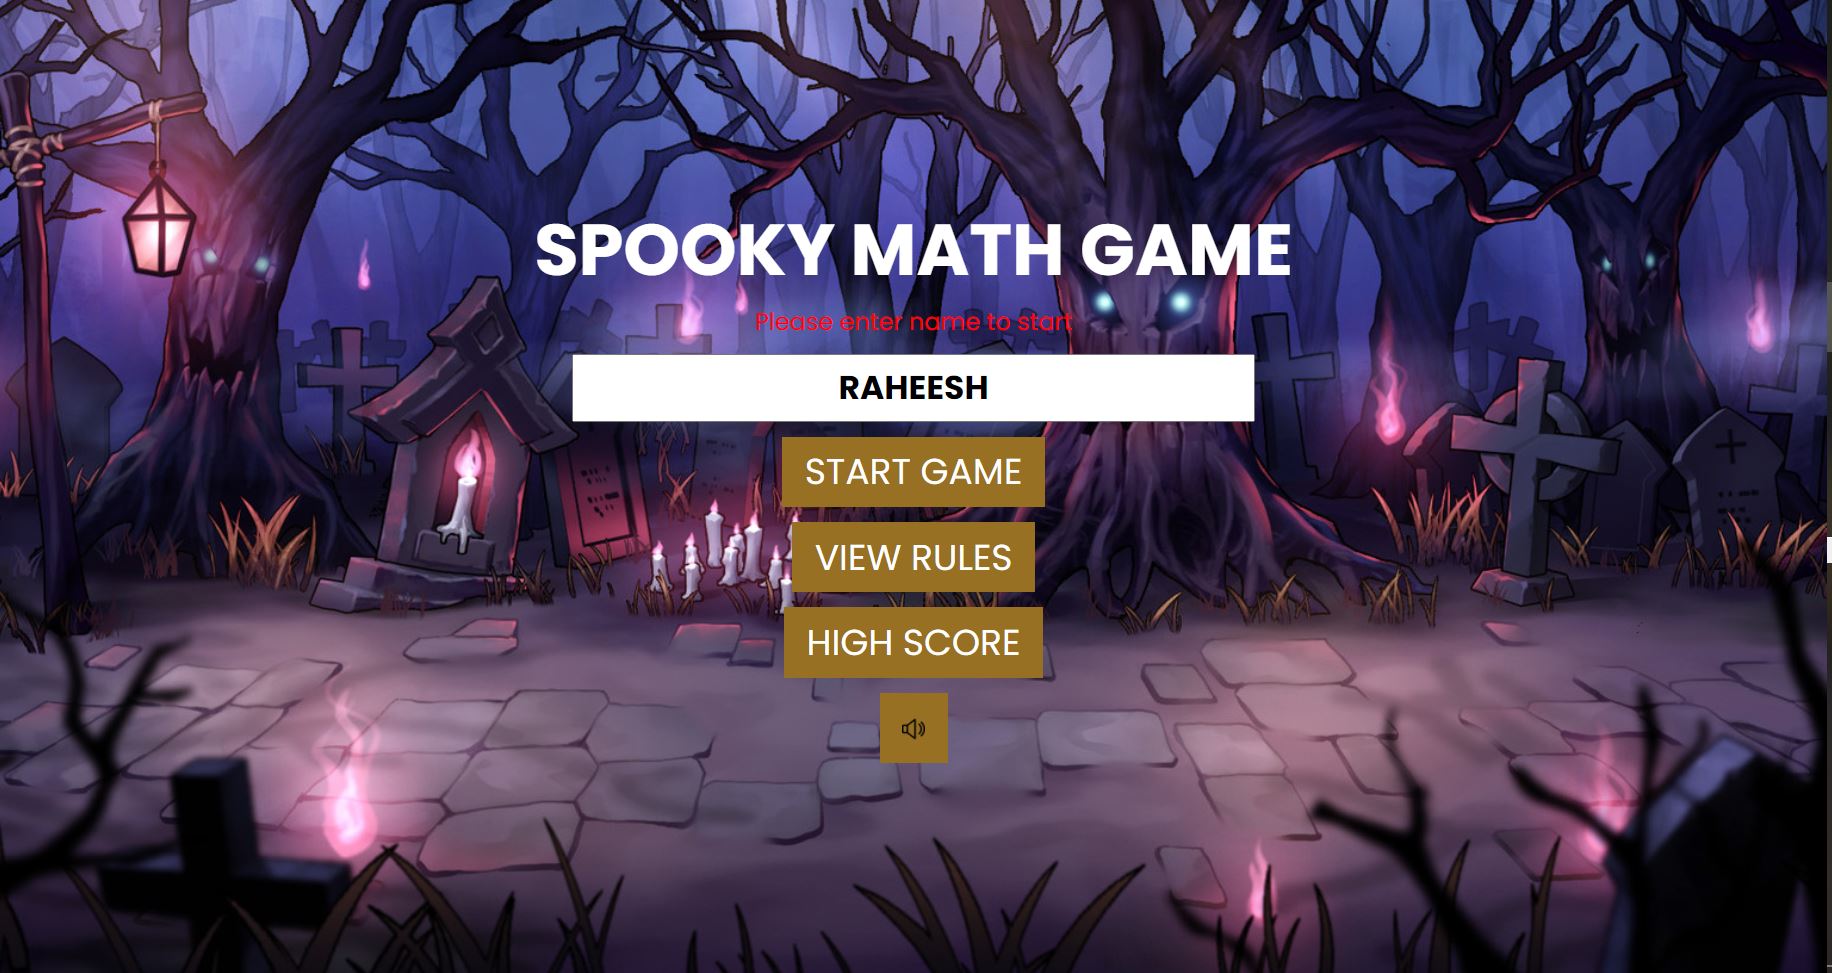 SPOOKY MATH GAME
Please enter name to start
RAHEESH
START GAME
VIEW RULES
HIGH SCORE